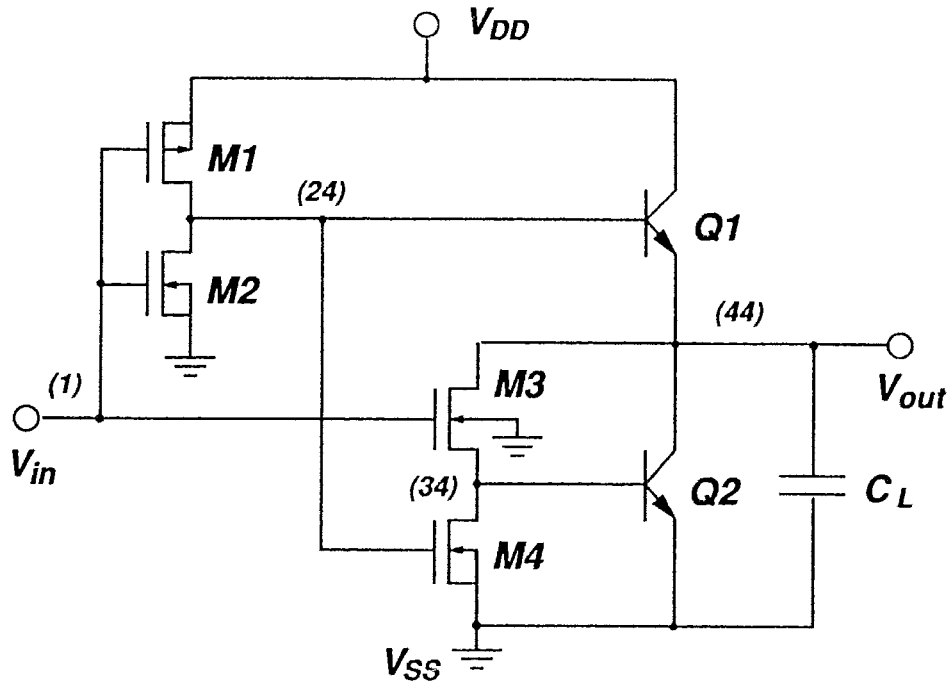 V_DD
M1
(24)
Q1
M2
(44)
(1)
M3
V_out
V_in
(34)
Q2
C_L
M4
V_SS